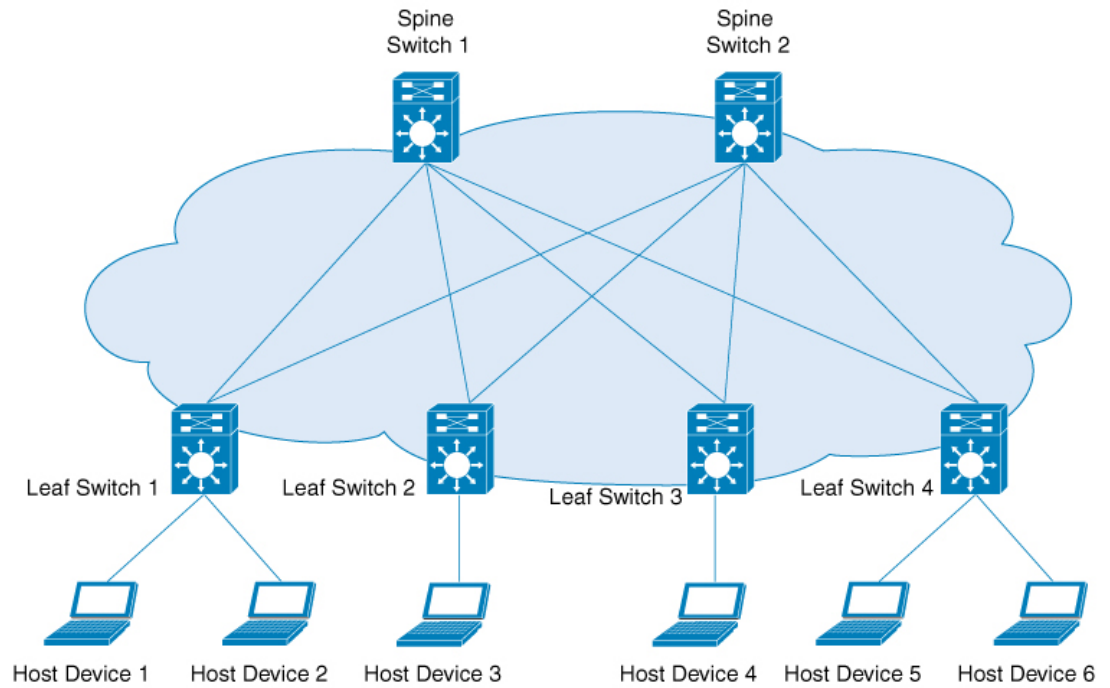 Spine
Switch 1
Spine
Switch 2
Leaf Switch 1
Leaf Switch 2
Leaf Switch 3
Leaf Switch 4
Host Device 1
Host Device 2
Host Device 3
Host Device 4
Host Device 5
Host Device 6